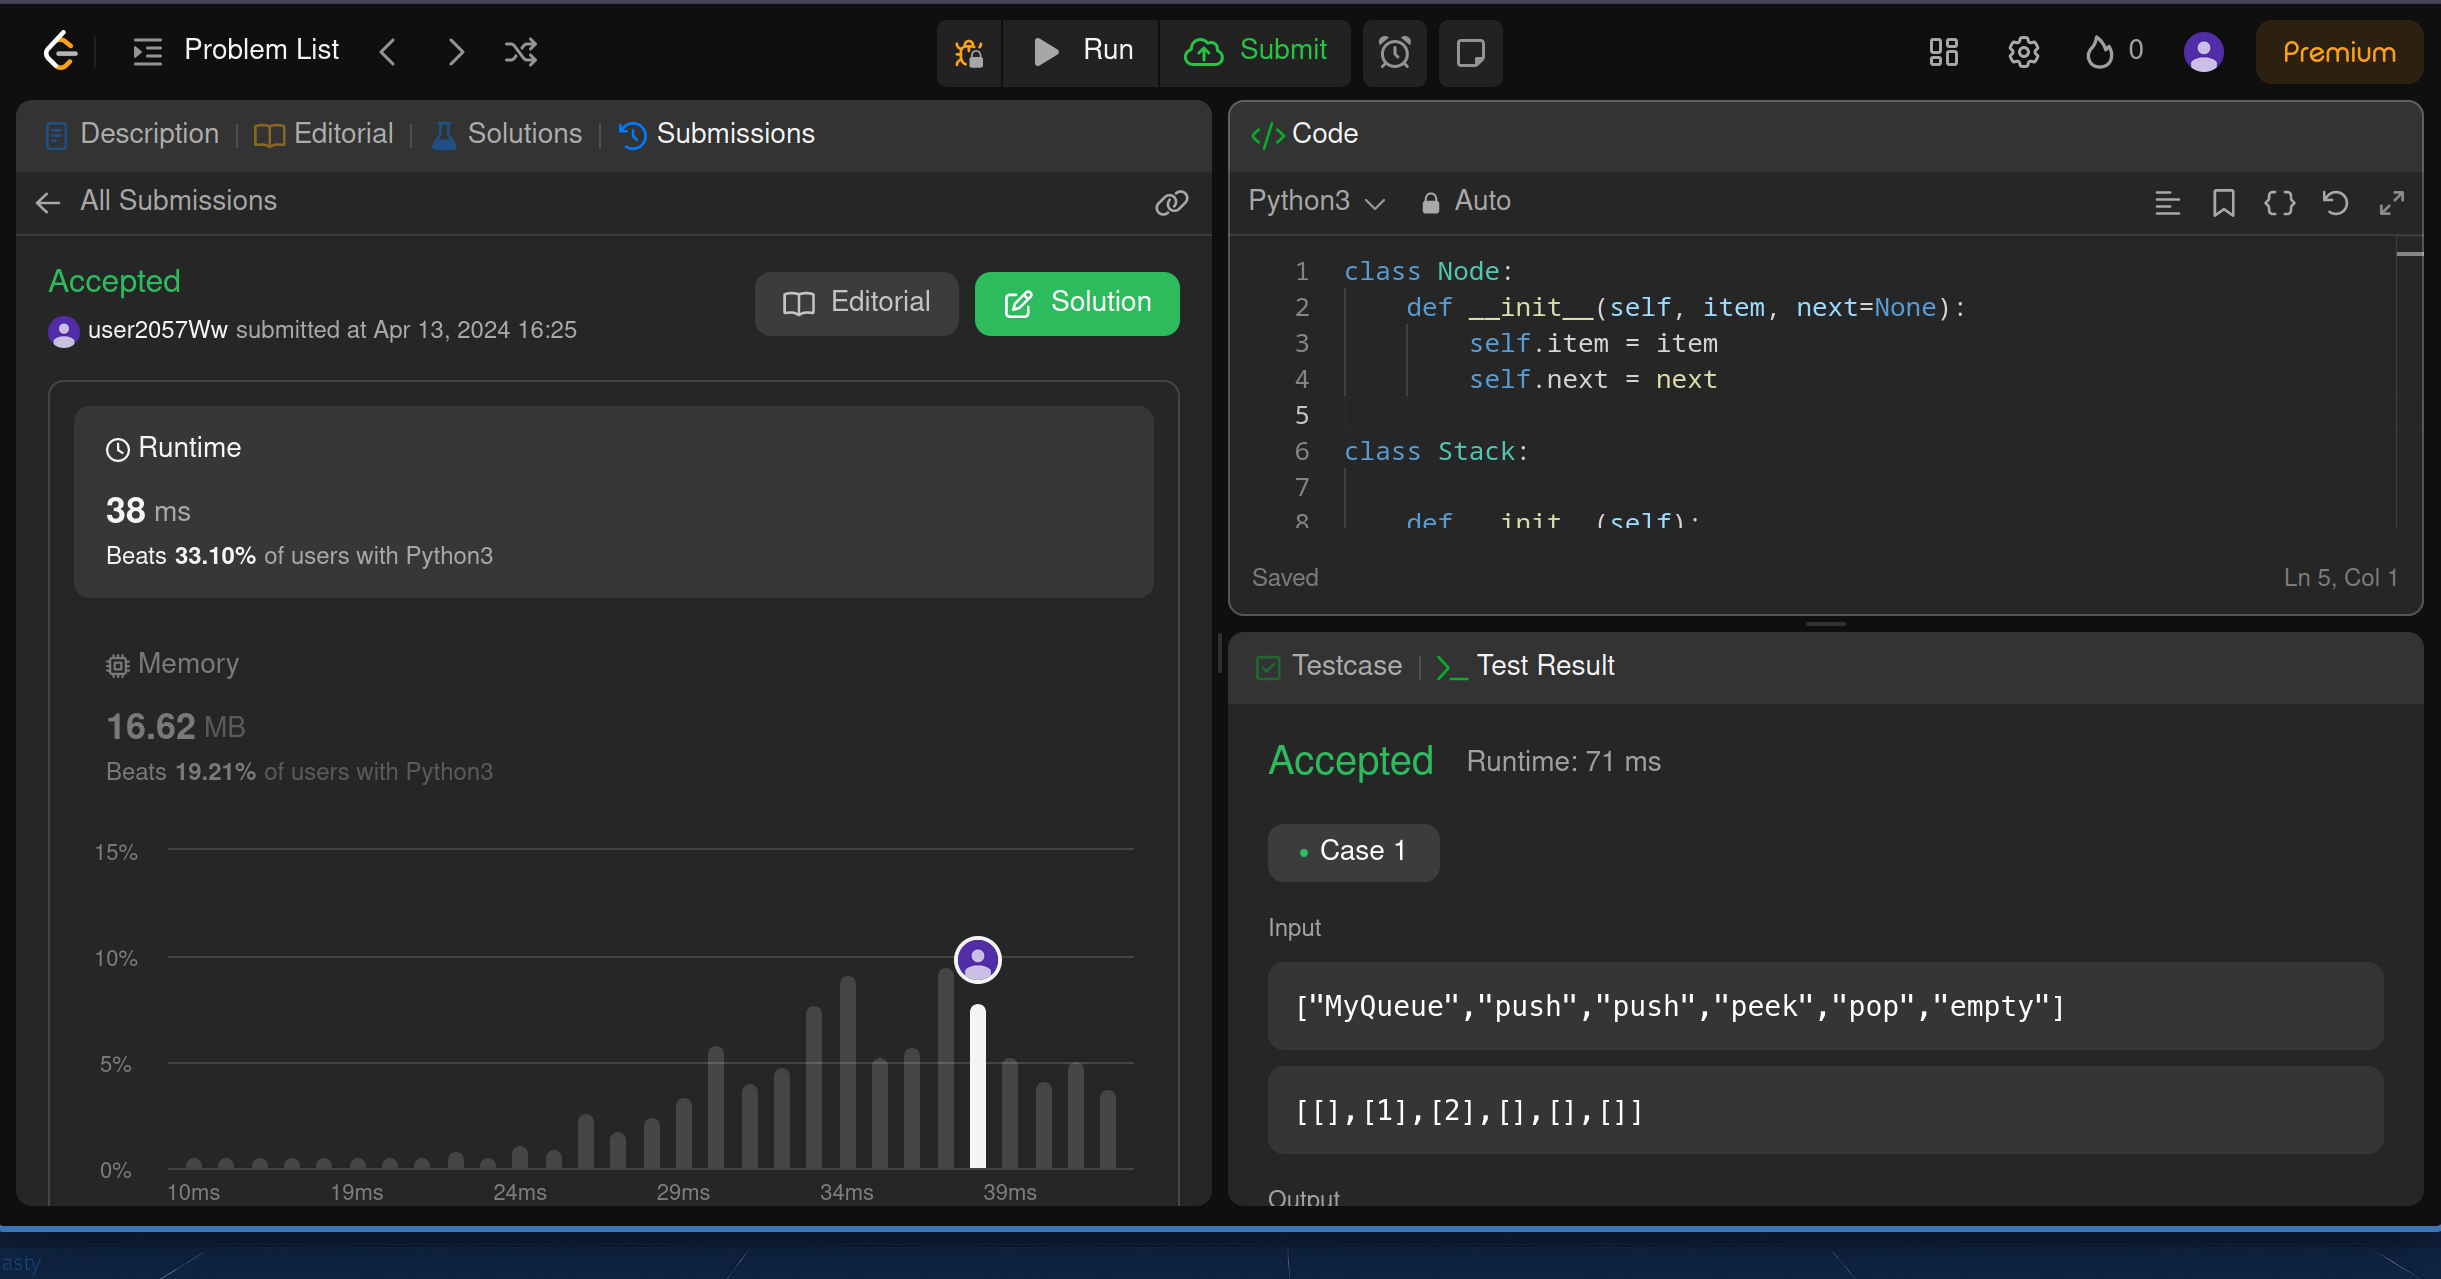 Problem List
Run
Submit
0
Premium
Description | Editorial | Solutions | Submissions
All Submissions
Accepted
user2057Ww submitted at Apr 13, 2024 16:25
Editorial
Solution
Runtime
38 ms
Beats 33.10% of users with Python3
Memory
16.62 MB
Beats 19.21% of users with Python3
15%
10%
5%
0%
10ms 19ms 24ms 29ms 34ms 39ms
</> Code
Python3 Auto
1 class Node:
2 def __init__(self, item, next=None):
3 self.item = item
4 self.next = next
5
6 class Stack:
7
8 def __init__(self):
Saved
Ln 5, Col 1
Testcase | >_ Test Result
Accepted Runtime: 71 ms
Case 1
Input
["MyQueue","push","push","peek","pop","empty"]
[[],[1],[2],[],[],[]]
Output
asty